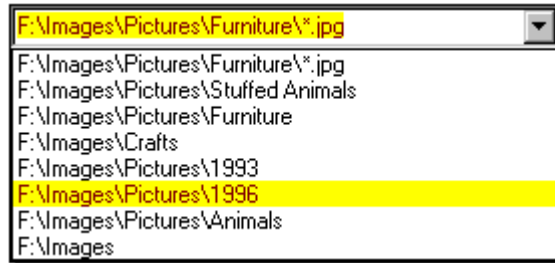 F:\Images\Pictures\Furniture\*.jpg
F:\Images\Pictures\Furniture\*.jpg
F:\Images\Pictures\Stuffed Animals
F:\Images\Pictures\Furniture
F:\Images\Crafts
F:\Images\Pictures\1993
F:\Images\Pictures\1996
F:\Images\Pictures\Animals
F:\Images